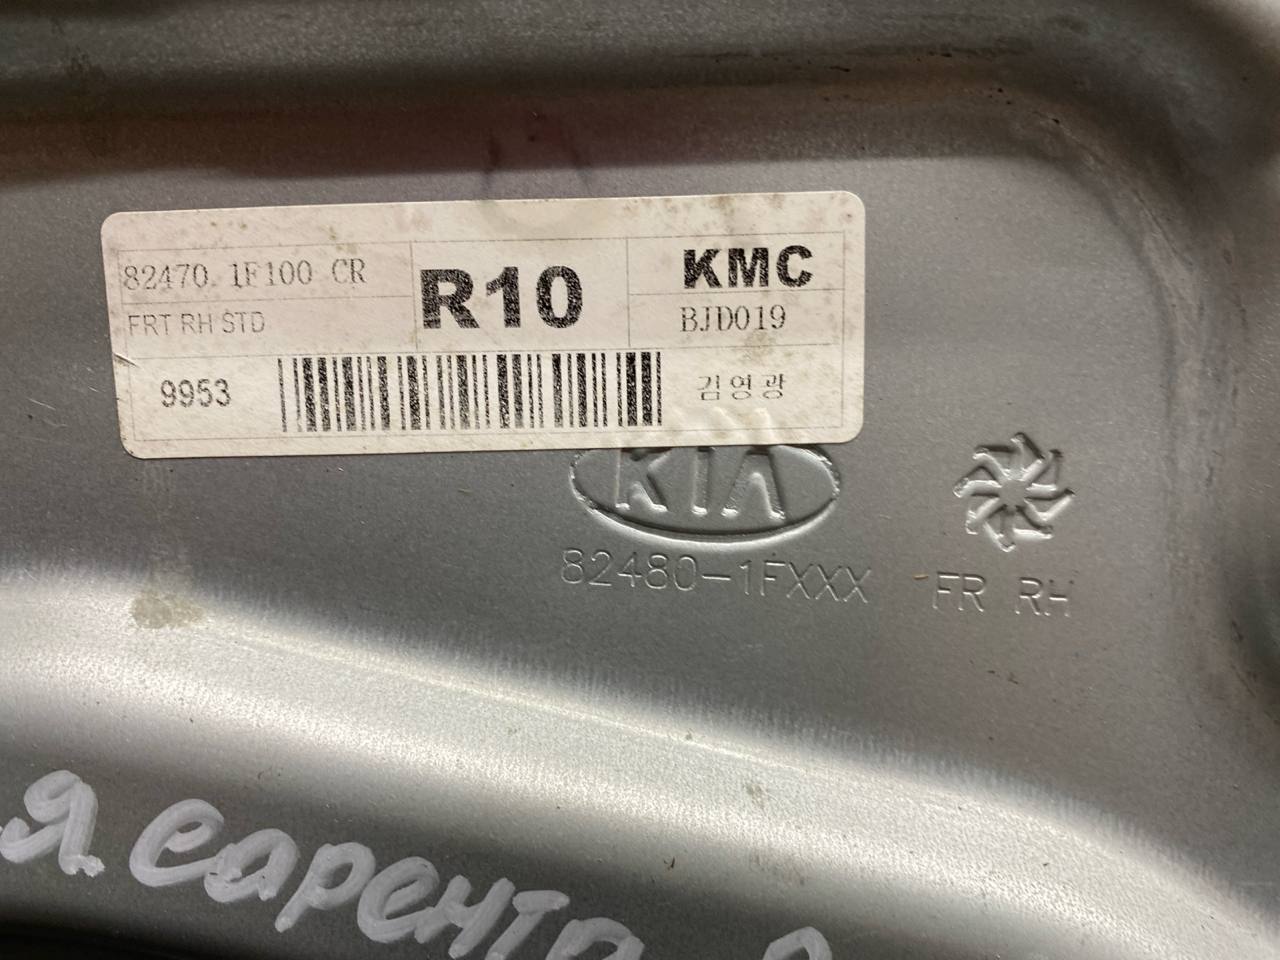 82470 1F100 CR
R10
KMC
FRT RH STD
BJD019
9953
김영광
KIA
82480-1FXXX FR RH
я саренто